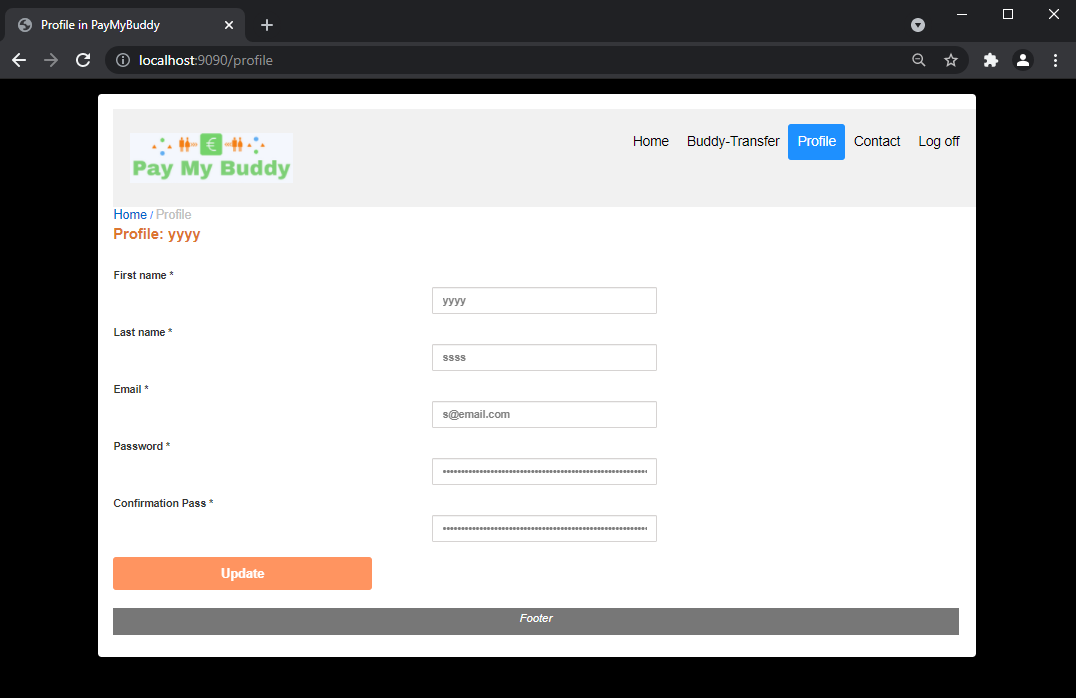 Profile in PayMyBuddy
localhost:9090/profile
€
Pay My Buddy
Home Buddy-Transfer Profile Contact Log off
Home / Profile
Profile: yyyy
First name *
yyyy
Last name *
ssss
Email *
s@email.com
Password *
Confirmation Pass *
Update
Footer